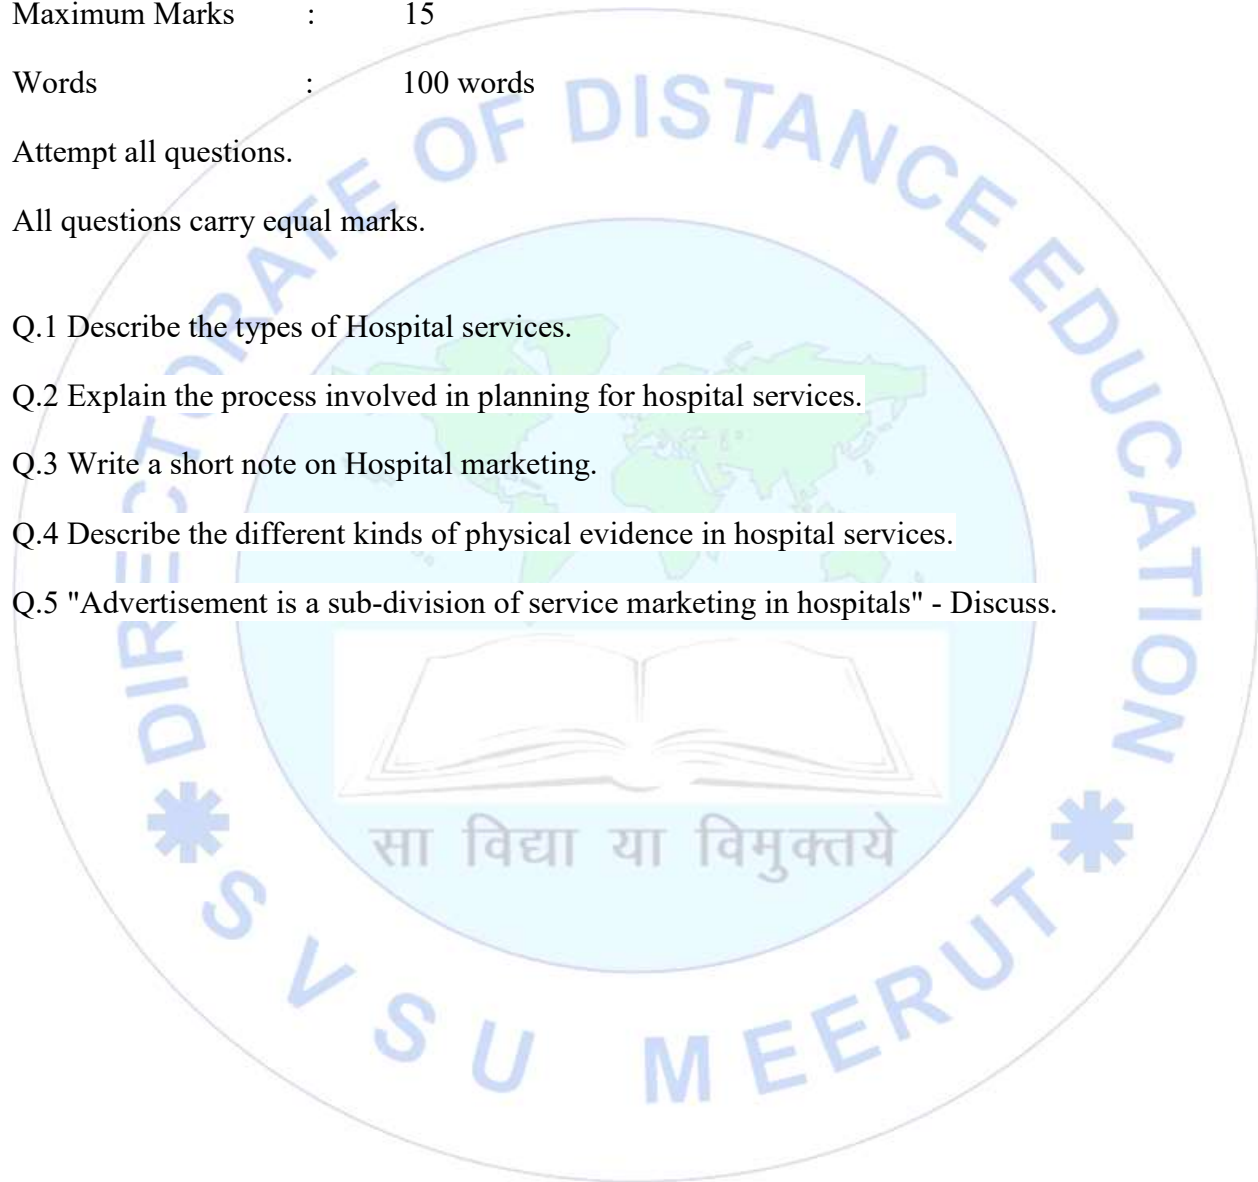 Maximum Marks : 15
Words : 100 words
Attempt all questions.
All questions carry equal marks.
Q.1 Describe the types of Hospital services.
Q.2 Explain the process involved in planning for hospital services.
Q.3 Write a short note on Hospital marketing.
Q.4 Describe the different kinds of physical evidence in hospital services.
Q.5 "Advertisement is a sub-division of service marketing in hospitals" - Discuss.
DIRECTORATE OF DISTANCE EDUCATION
सा विद्या या विमुक्तये
* SVSU MEERUT *